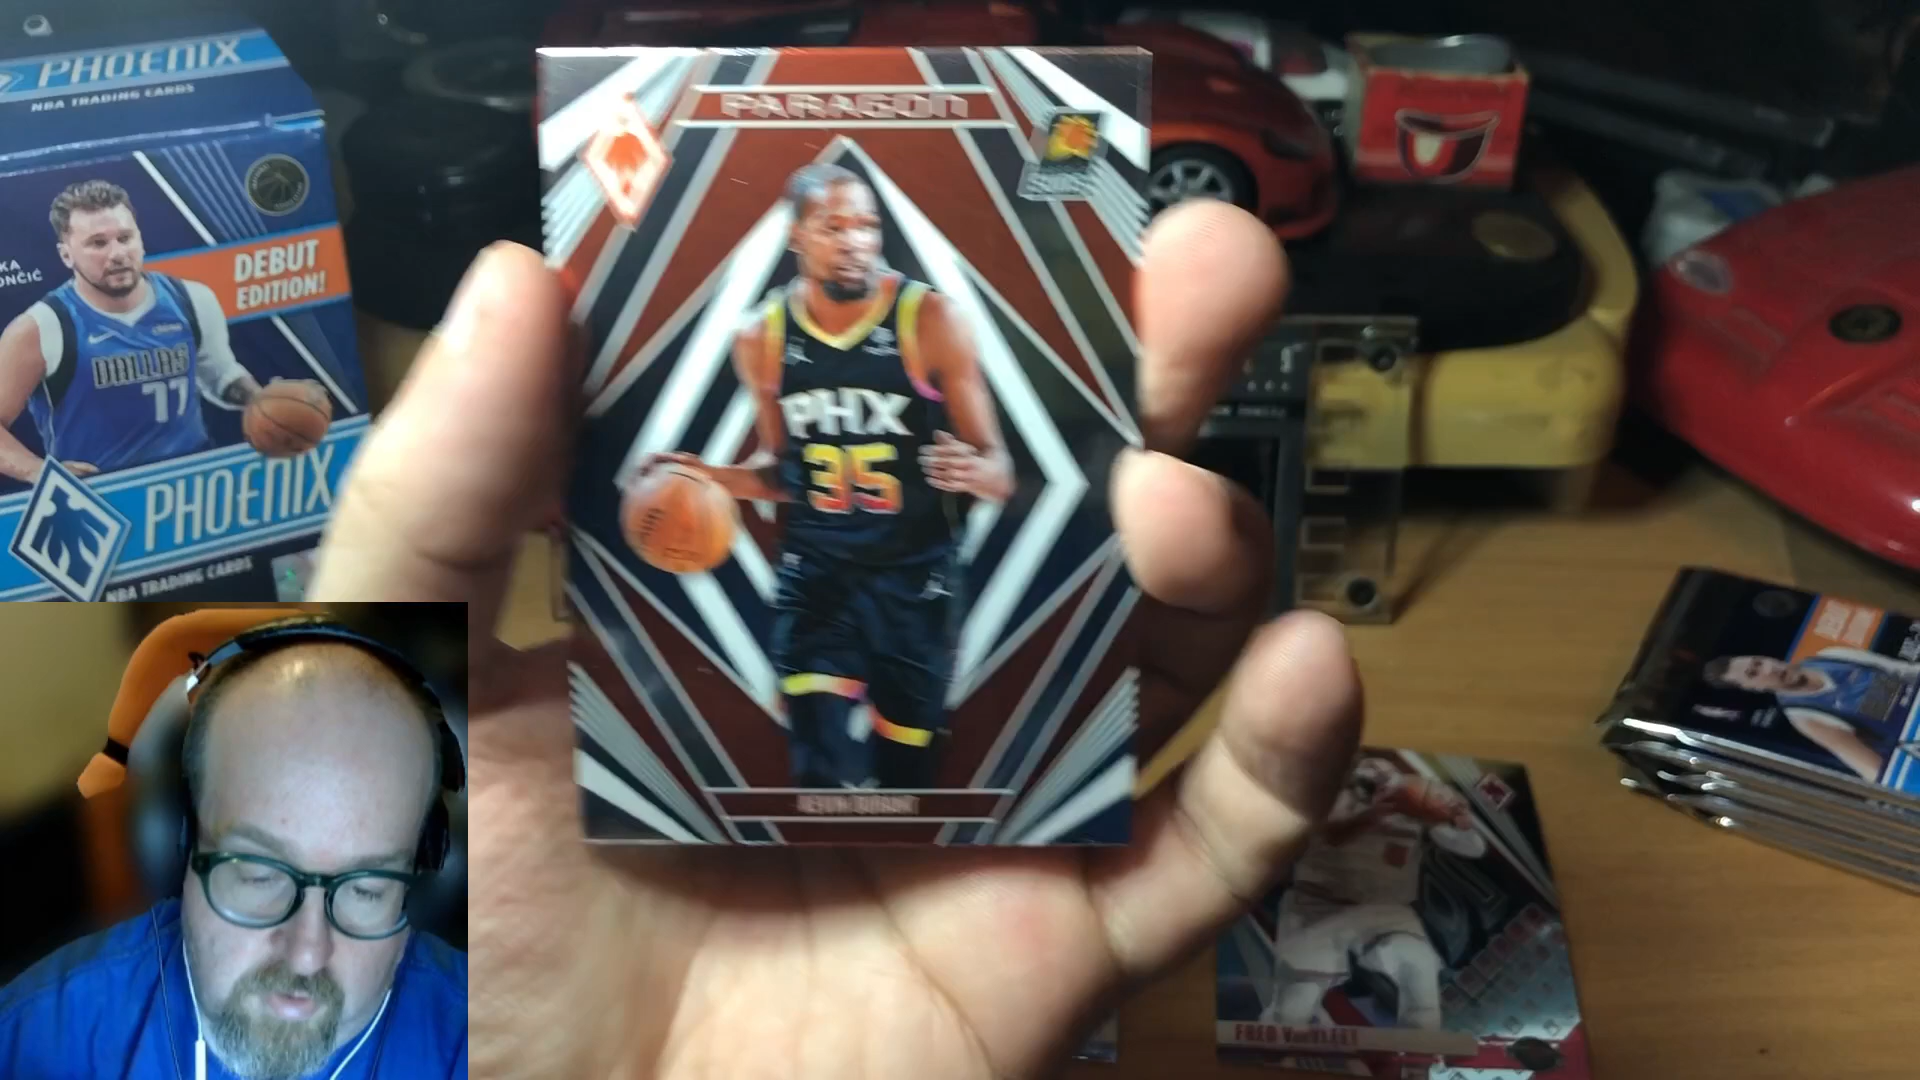 PHOENIX
NBA TRADING CARDS
DEBUT
EDITION!
DALLAS
77
PHOENIX
NBA TRADING CARDS
PARAGON
SUNS
PHX
35
KEVIN DURANT
FRED VanVLEET